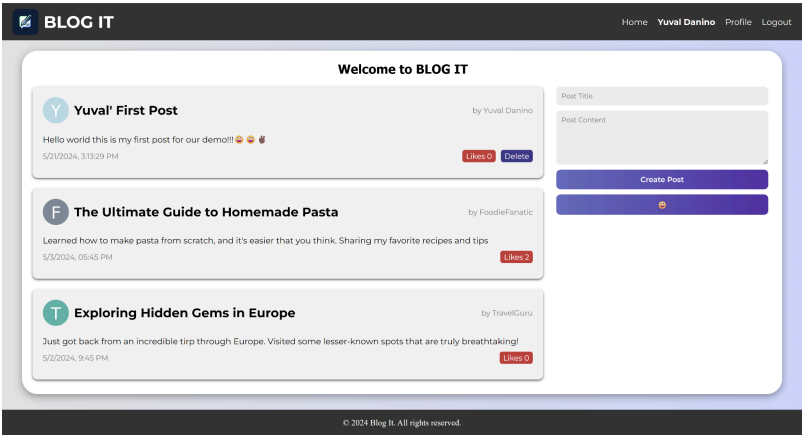 BLOG IT
Home Yuval Danino Profile Logout
Welcome to BLOG IT
Y Yuval' First Post by Yuval Danino
Hello world this is my first post for our demo!!!😀 😀 ✌🏿
5/21/2024, 3:13:29 PM Likes 0 Delete
F The Ultimate Guide to Homemade Pasta by FoodieFanatic
Learned how to make pasta from scratch, and it's easier that you think. Sharing my favorite recipes and tips
5/3/2024, 05:45 PM Likes 2
T Exploring Hidden Gems in Europe by TravelGuru
Just got back from an incredible tirp through Europe. Visited some lesser-known spots that are truly breathtaking!
5/2/2024, 9:45 PM Likes 0
Post Title
Post Content
Create Post
😀
© 2024 Blog It. All rights reserved.